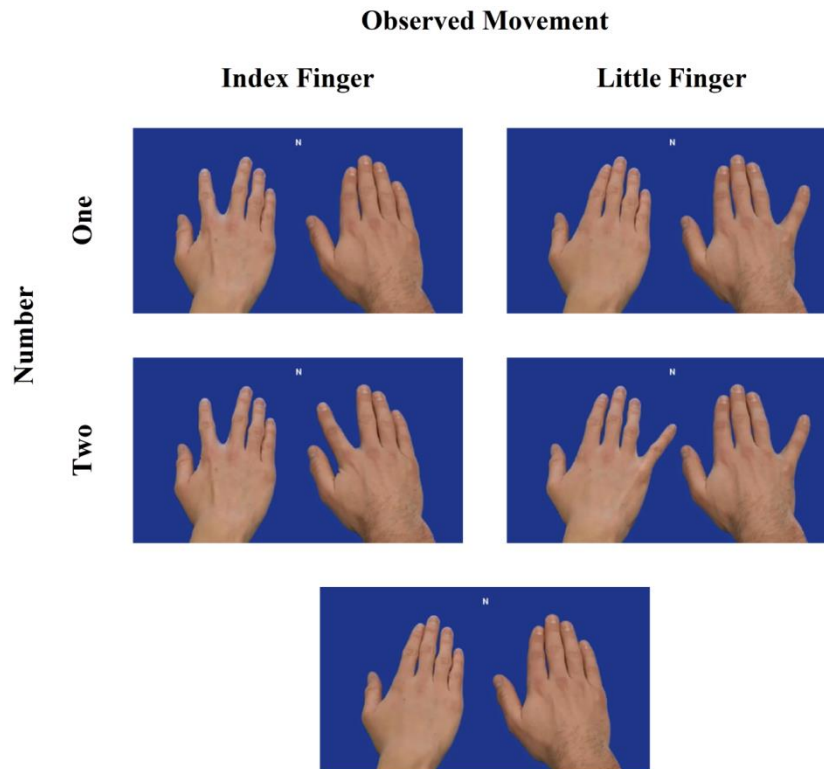 Observed Movement
Index Finger
Little Finger
Number
One
N
N
Two
N
N
N